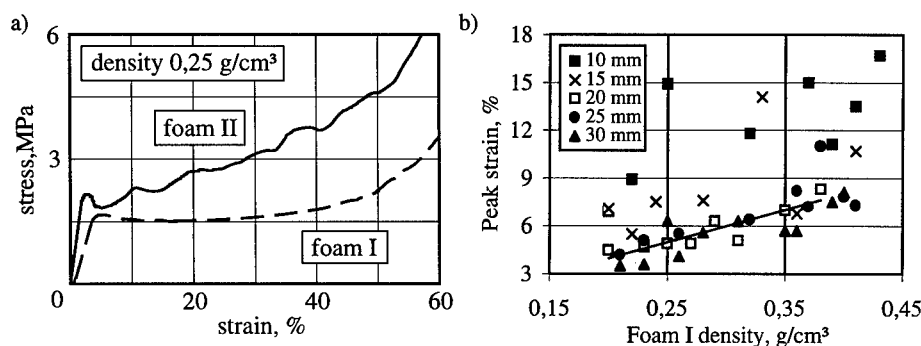 a)
6
density 0,25 g/cm³
foam II
stress,MPa
3
foam I
0
0
20
40
60
strain, %
b)
18
10 mm
15 mm
20 mm
25 mm
30 mm
15
12
9
6
3
Peak strain, %
0,15
0,25
0,35
0,45
Foam I density, g/cm³